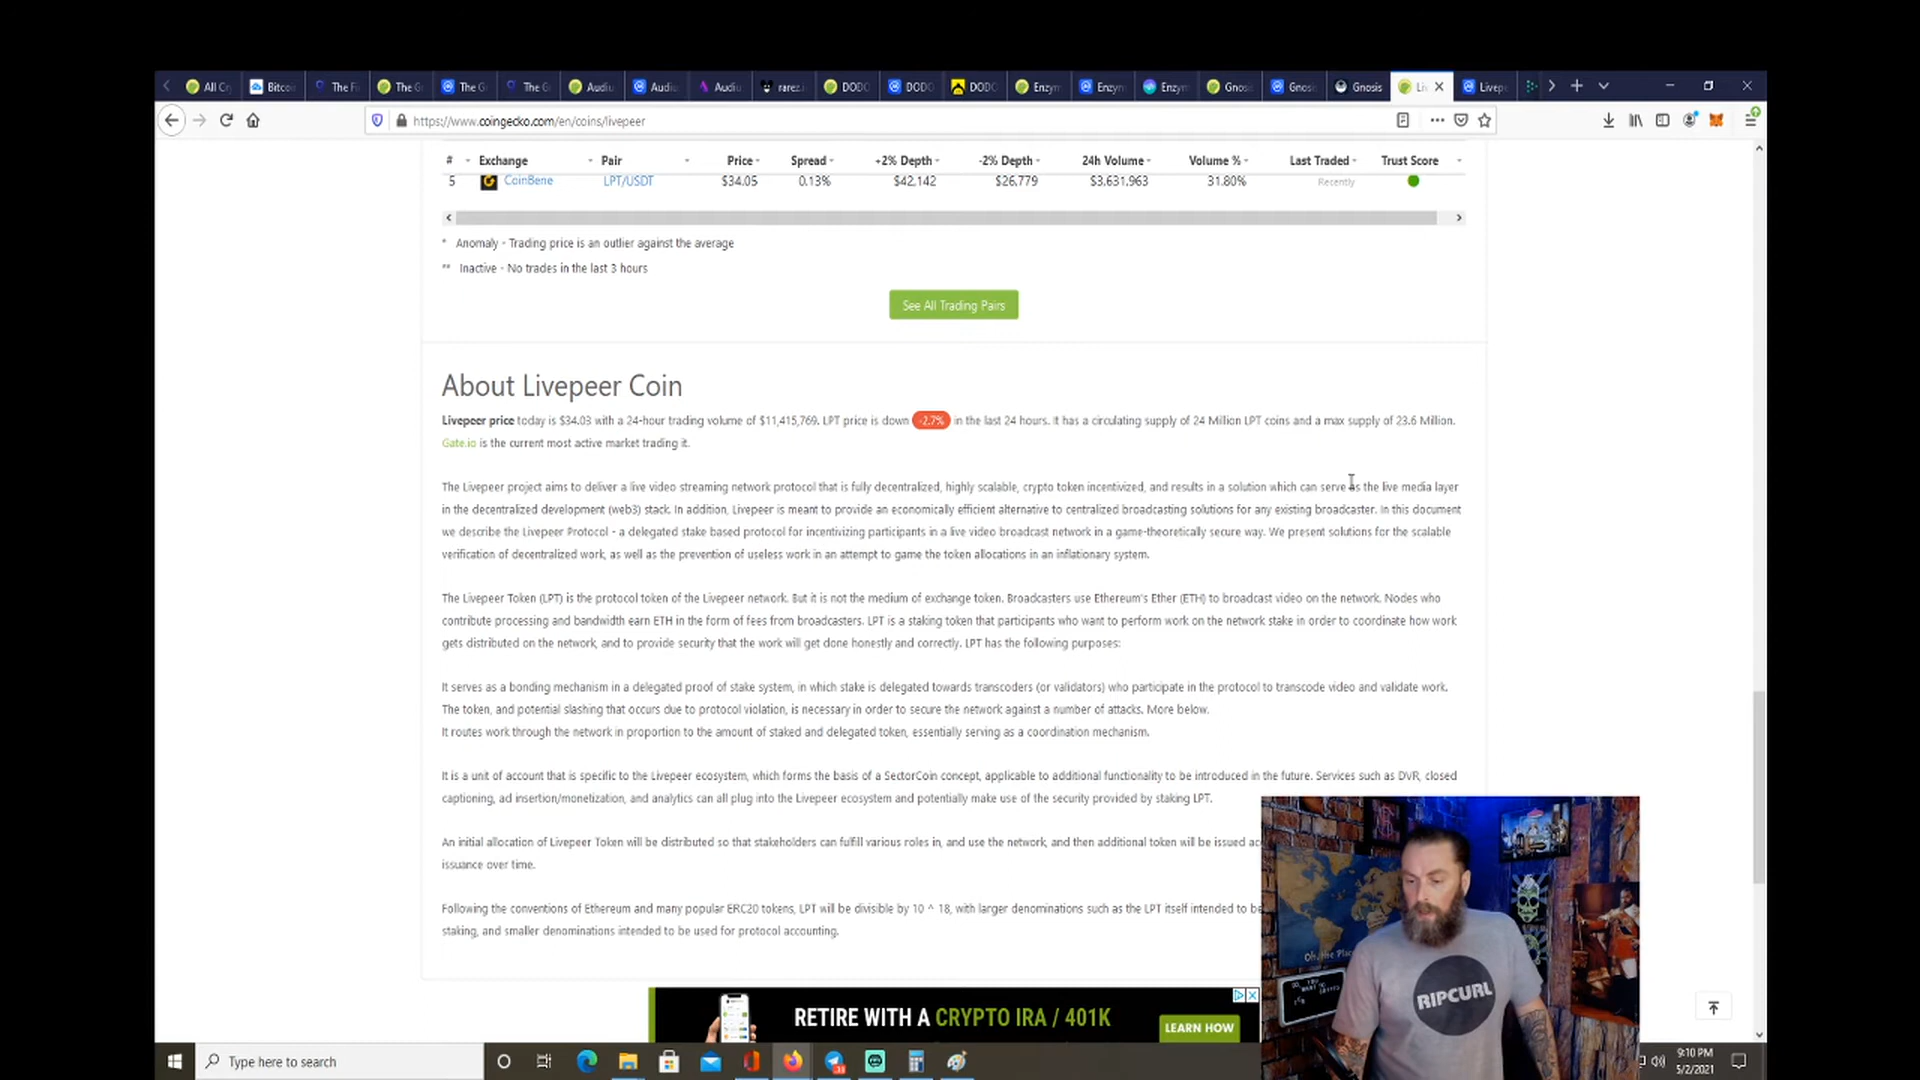 All Cr
Bitcoi
The Fi
The G
The G
The G
Audiu
Audiu
Audiu
rarez.in
DODO
DODO
DODO
Enzym
Enzym
Enzym
Gnosi
Gnosi
Gnosis
Liv
Livepe
https://www.coingecko.com/en/coins/livepeer
# Exchange Pair Price Spread +2% Depth -2% Depth 24h Volume Volume % Last Traded Trust Score
5 CoinBene LPT/USDT $34.05 0.13% $42,142 $26,779 $3,631,963 31.80% Recently
* Anomaly - Trading price is an outlier against the average
** Inactive - No trades in the last 3 hours
See All Trading Pairs
About Livepeer Coin
Livepeer price today is $34.03 with a 24-hour trading volume of $11,415,769. LPT price is down -2.7% in the last 24 hours. It has a circulating supply of 24 Million LPT coins and a max supply of 23.6 Million.
Gate.io is the current most active market trading it.
The Livepeer project aims to deliver a live video streaming network protocol that is fully decentralized, highly scalable, crypto token incentivized, and results in a solution which can serve as the live media layer
in the decentralized development (web3) stack. In addition, Livepeer is meant to provide an economically efficient alternative to centralized broadcasting solutions for any existing broadcaster. In this document
we describe the Livepeer Protocol - a delegated stake based protocol for incentivizing participants in a live video broadcast network in a game-theoretically secure way. We present solutions for the scalable
verification of decentralized work, as well as the prevention of useless work in an attempt to game the token allocations in an inflationary system.
The Livepeer Token (LPT) is the protocol token of the Livepeer network. But it is not the medium of exchange token. Broadcasters use Ethereum's Ether (ETH) to broadcast video on the network. Nodes who
contribute processing and bandwidth earn ETH in the form of fees from broadcasters. LPT is a staking token that participants who want to perform work on the network stake in order to coordinate how work
gets distributed on the network, and to provide security that the work will get done honestly and correctly. LPT has the following purposes:
It serves as a bonding mechanism in a delegated proof of stake system, in which stake is delegated towards transcoders (or validators) who participate in the protocol to transcode video and validate work.
The token, and potential slashing that occurs due to protocol violation, is necessary in order to secure the network against a number of attacks. More below.
It routes work through the network in proportion to the amount of staked and delegated token, essentially serving as a coordination mechanism.
It is a unit of account that is specific to the Livepeer ecosystem, which forms the basis of a SectorCoin concept, applicable to additional functionality to be introduced in the future. Services such as DVR, closed
captioning, ad insertion/monetization, and analytics can all plug into the Livepeer ecosystem and potentially make use of the security provided by staking LPT.
An initial allocation of Livepeer Token will be distributed so that stakeholders can fulfill various roles in, and use the network, and then additional token will be issued
issuance over time.
Following the conventions of Ethereum and many popular ERC20 tokens, LPT will be divisible by 10 ^ 18, with larger denominations such as the LPT itself intended to be
staking, and smaller denominations intended to be used for protocol accounting.
Oh, the Plac
RIPCURL
RETIRE WITH A CRYPTO IRA / 401K
LEARN HOW
Type here to search
9:10 PM
5/2/2021